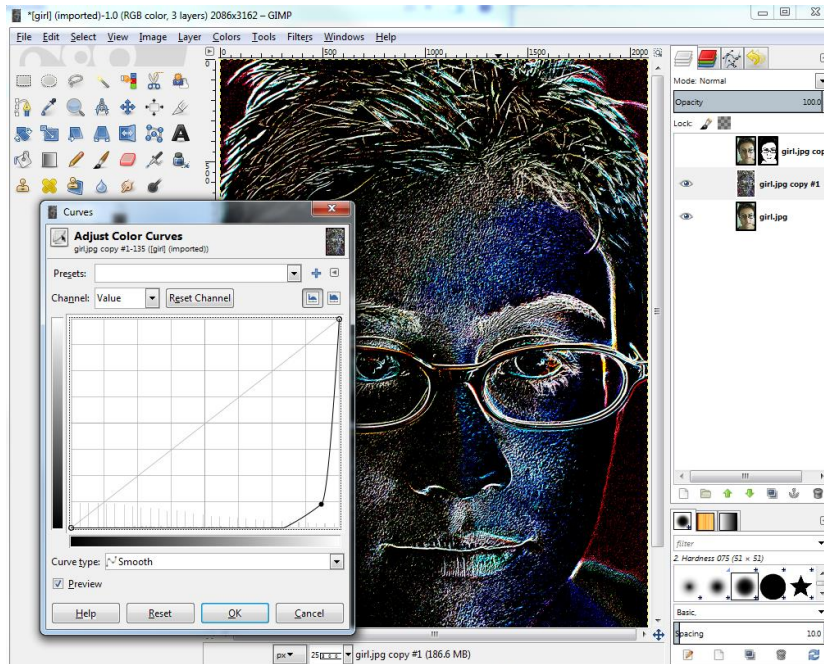 *[girl] (imported)-1.0 (RGB color, 3 layers) 2086x3162 – GIMP
File Edit Select View Image Layer Colors Tools Filters Windows Help
0 500 1000 1500 2000
Mode: Normal
Opacity 100.0
Lock:
girl.jpg cop
girl.jpg copy #1
girl.jpg
500
Curves
Adjust Color Curves
girl.jpg copy #1-135 ([girl] (imported))
Presets:
Channel: Value Reset Channel
Curve type: Smooth
Preview
Help Reset OK Cancel
filter
2. Hardness 075 (51 × 51)
Basic,
Spacing 10.0
px 25 girl.jpg copy #1 (186.6 MB)